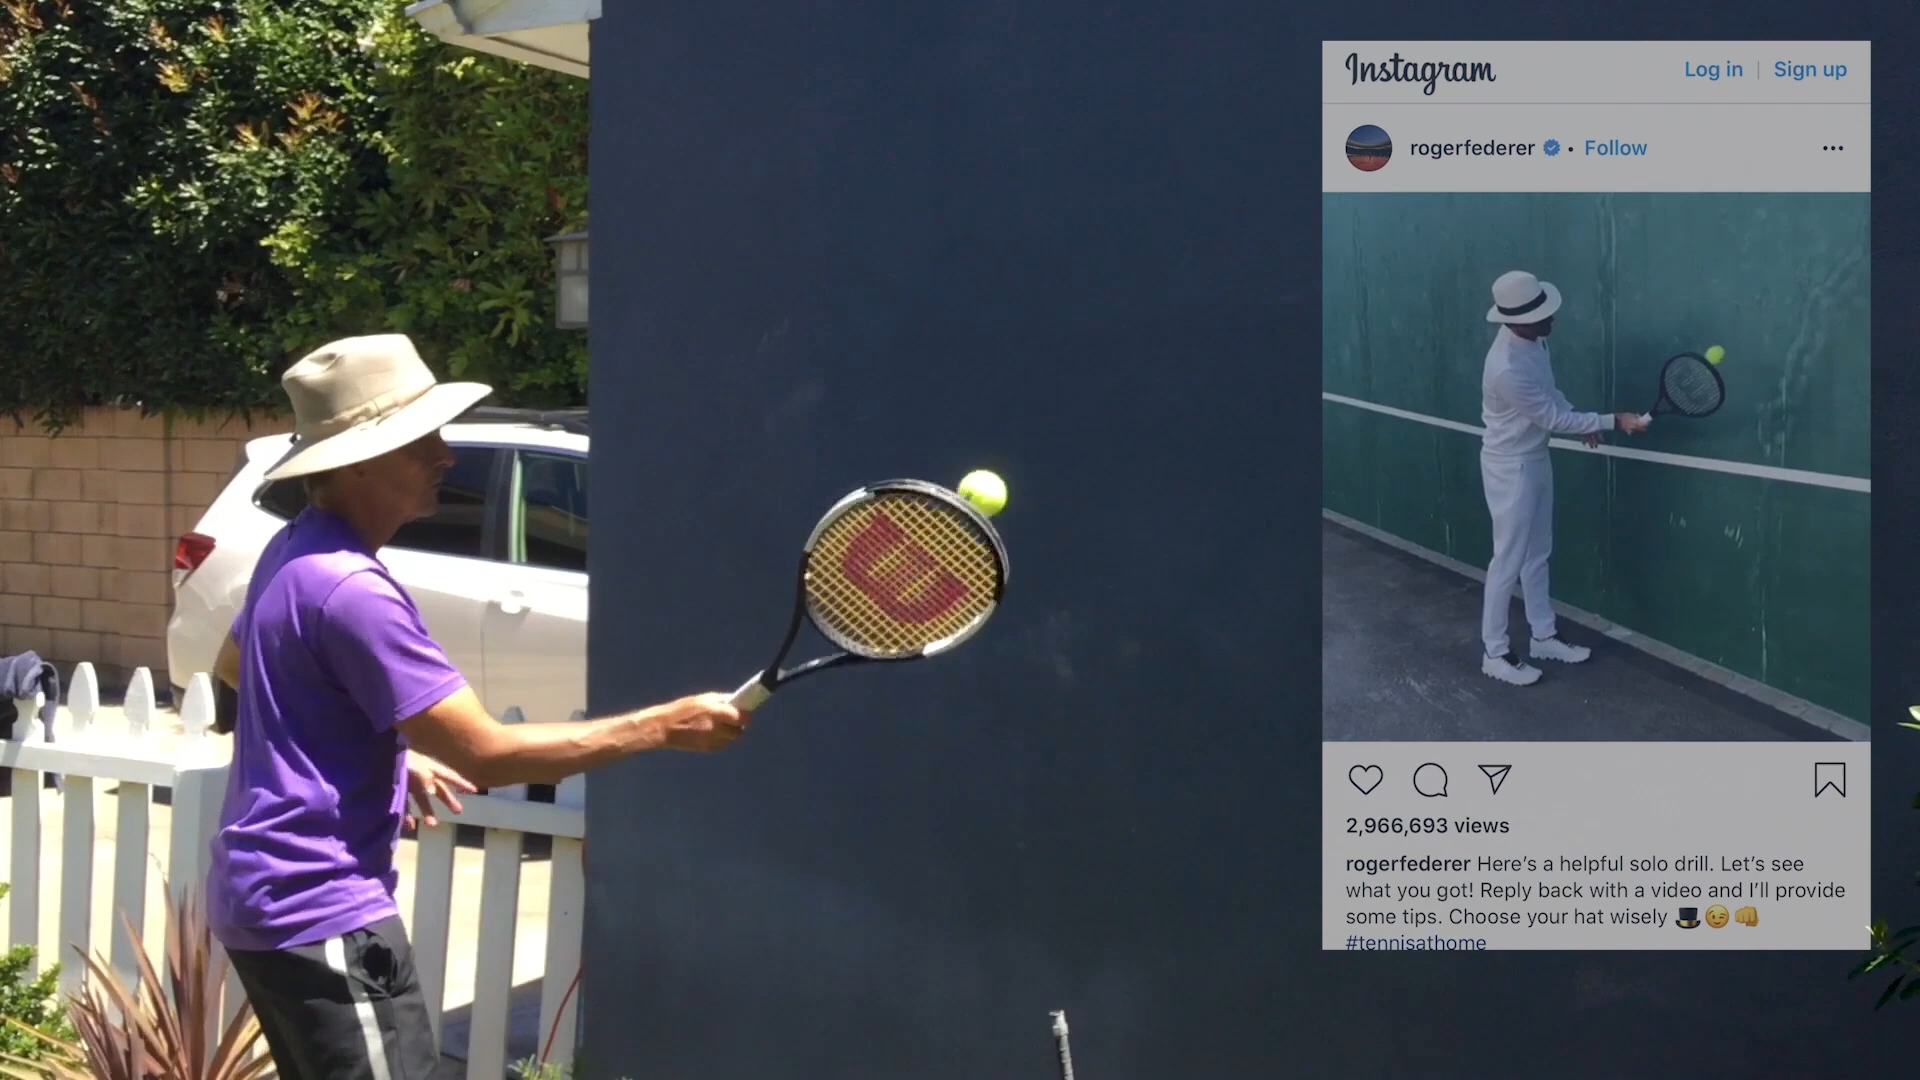 Instagram
Log in | Sign up
rogerfederer • Follow
2,966,693 views
rogerfederer Here’s a helpful solo drill. Let’s see
what you got! Reply back with a video and I’ll provide
some tips. Choose your hat wisely 🎩😉👊
#tennisathome
W